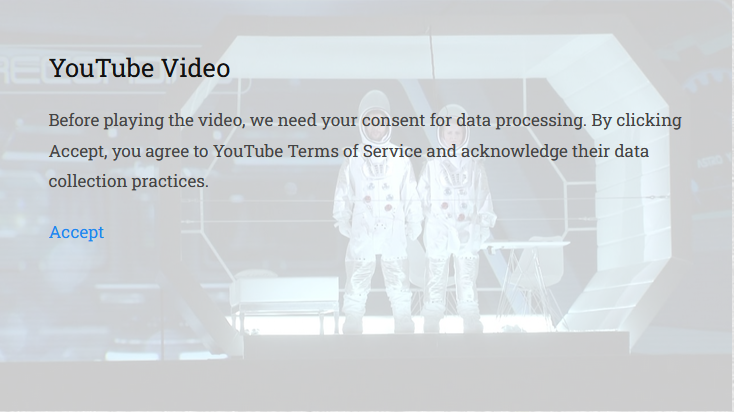 YouTube Video
Before playing the video, we need your consent for data processing. By clicking
Accept, you agree to YouTube Terms of Service and acknowledge their data
collection practices.
Accept